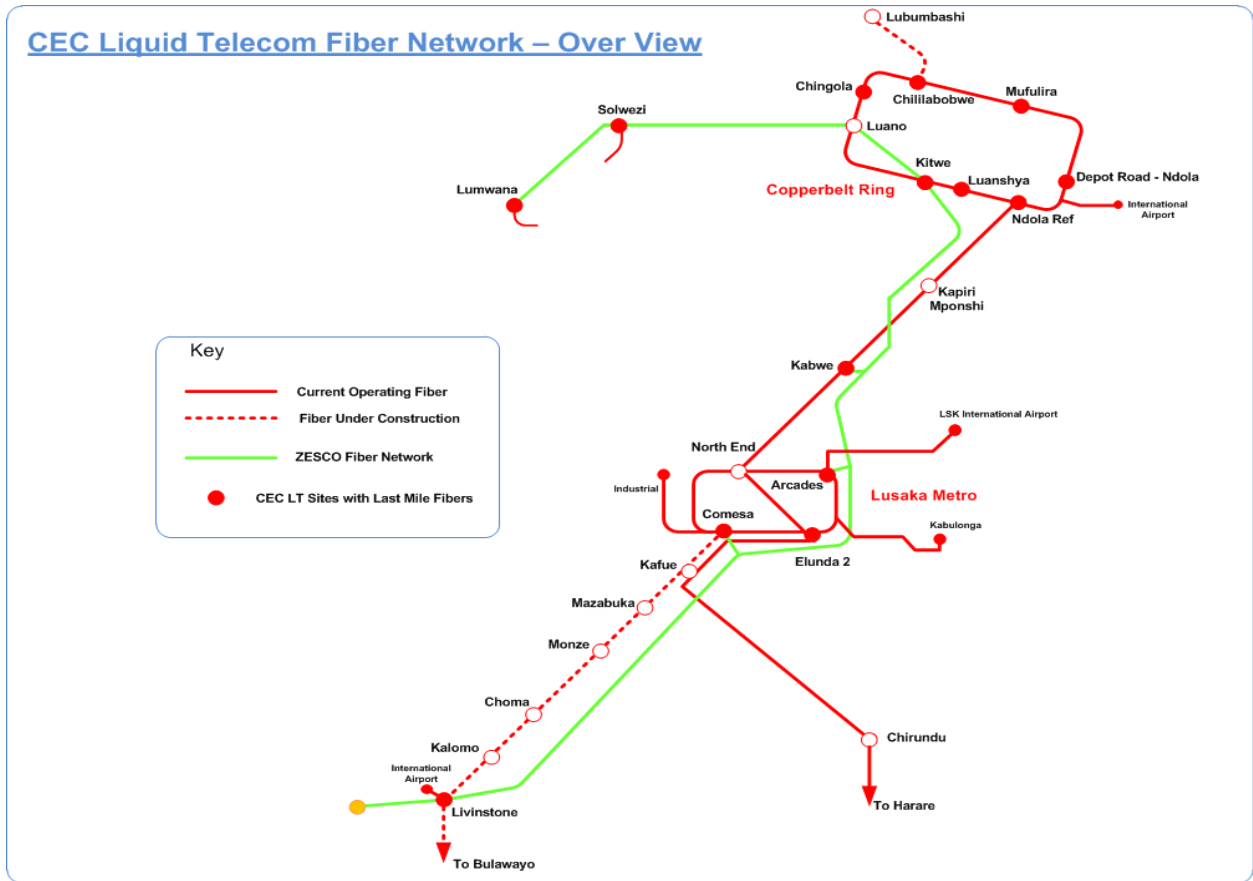 CEC Liquid Telecom Fiber Network – Over View
Lubumbashi
Chingola
Chililabobwe
Mufulira
Solwezi
Luano
Kitwe
Luanshya
Depot Road - Ndola
Lumwana
Copperbelt Ring
International
Airport
Ndola Ref
Kapiri
Mponshi
Key
Current Operating Fiber
Fiber Under Construction
ZESCO Fiber Network
CEC LT Sites with Last Mile Fibers
Kabwe
LSK International Airport
North End
Industrial
Arcades
Lusaka Metro
Comesa
Kabulonga
Elunda 2
Kafue
Mazabuka
Monze
Choma
Chirundu
Kalomo
International
Airport
Livinstone
To Harare
To Bulawayo